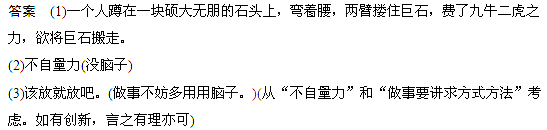 答案　(1)一个人蹲在一块硕大无朋的石头上，弯着腰，两臂搂住巨石，费了九牛二虎之
力，欲将巨石搬走。
(2)不自量力(没脑子)
(3)该放就放吧。(做事不妨多用用脑子。)(从“不自量力”和“做事要讲求方式方法”考
虑。如有创新，言之有理亦可)